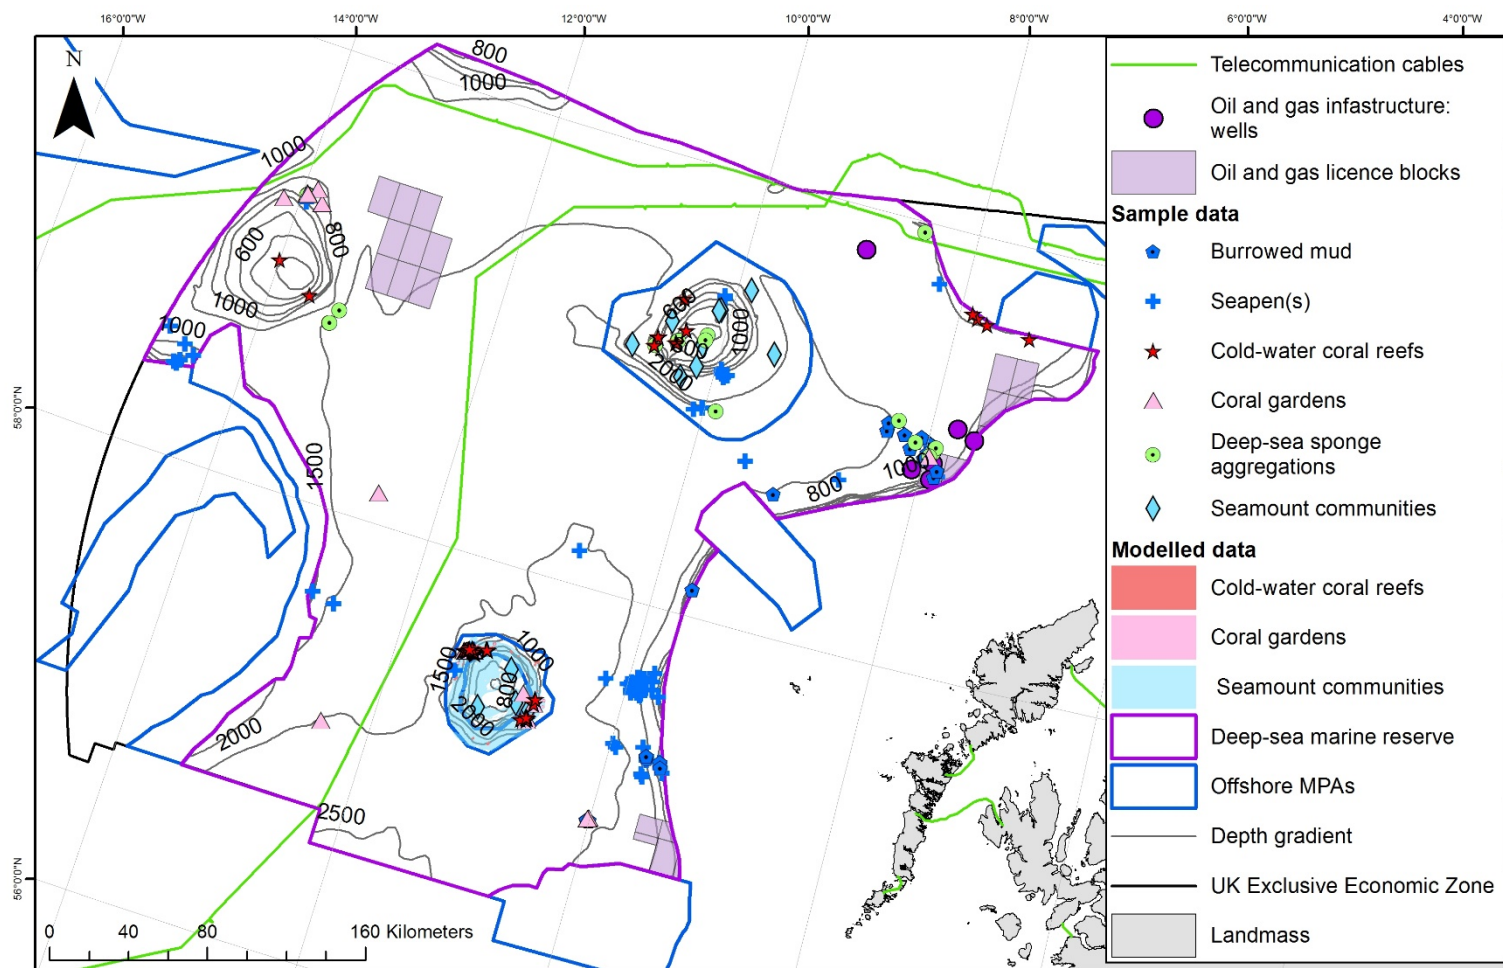 16°0'0"W
14°0'0"W
12°0'0"W
10°0'0"W
8°0'0"W
6°0'0"W
4°0'0"W
N
800
1000
1000
600
800
1000
1000
1500
600
1000
800
2000
800
1000
1500
1000
800
2000
2000
2500
58°0'0"N
56°0'0"N
0 40 80 160 Kilometers
Telecommunication cables
Oil and gas infastructure:
wells
Oil and gas licence blocks
Sample data
Burrowed mud
Seapen(s)
Cold-water coral reefs
Coral gardens
Deep-sea sponge
aggregations
Seamount communities
Modelled data
Cold-water coral reefs
Coral gardens
Seamount communities
Deep-sea marine reserve
Offshore MPAs
Depth gradient
UK Exclusive Economic Zone
Landmass